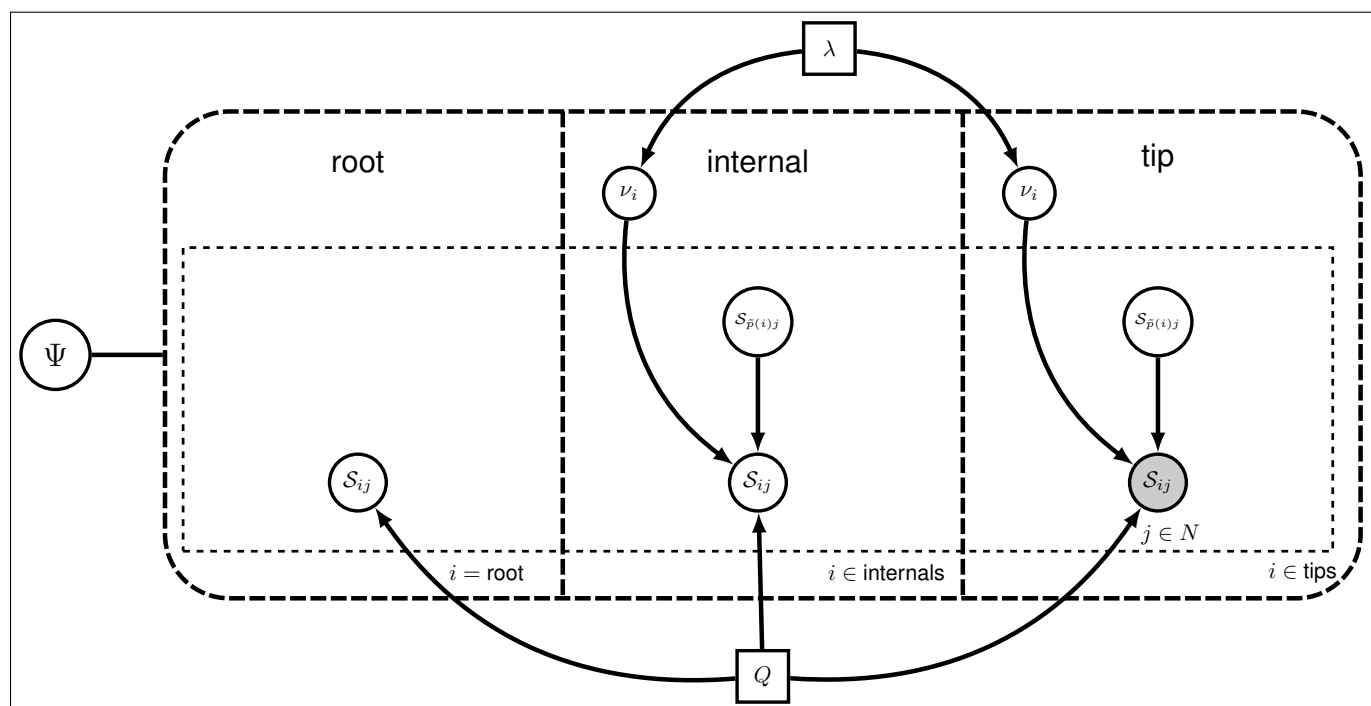 λ
root
internal
tip
ν_i
ν_i
S_{p̃(i)j}
S_{p̃(i)j}
Ψ
S_{ij}
S_{ij}
S_{ij}
j ∈ N
i = root
i ∈ internals
i ∈ tips
Q